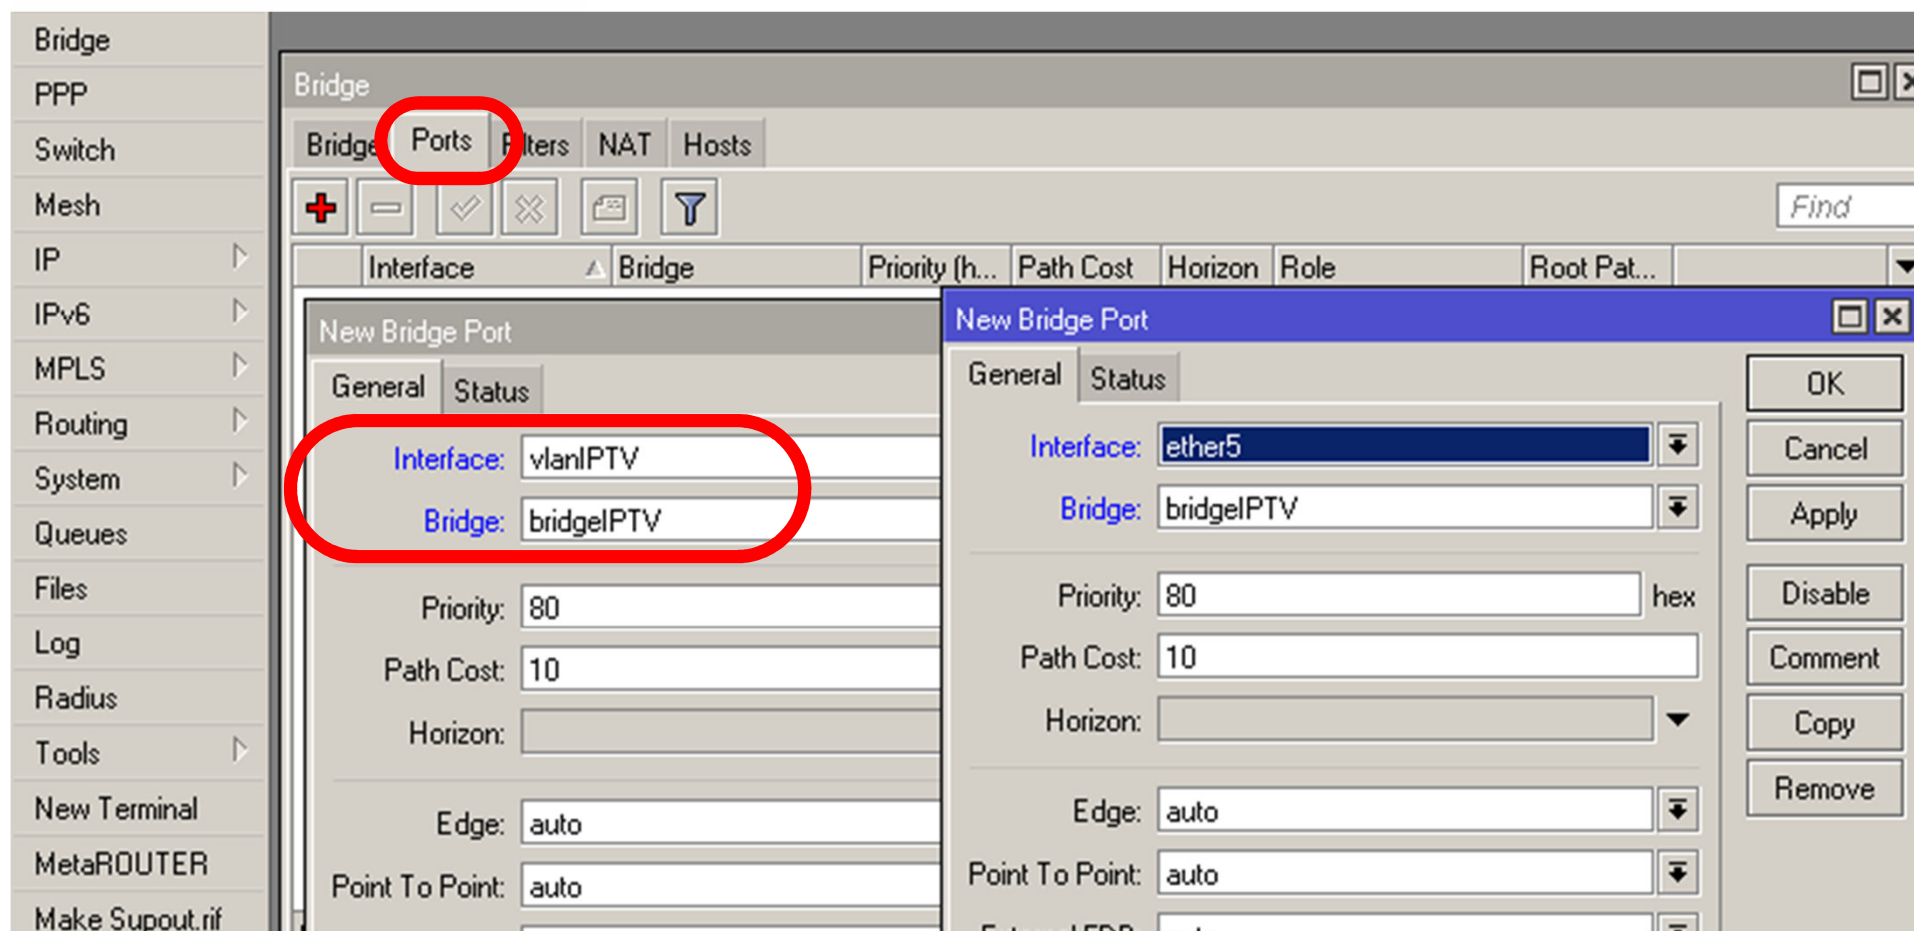 Bridge
PPP
Switch
Mesh
IP
IPv6
MPLS
Routing
System
Queues
Files
Log
Radius
Tools
New Terminal
MetaROUTER
Make Supout.rif
Bridge
Bridge Ports Filters NAT Hosts
Find
Interface Bridge Priority (h... Path Cost Horizon Role Root Pat...
New Bridge Port
General Status
Interface: vlanIPTV
Bridge: bridgeIPTV
Priority: 80
Path Cost: 10
Horizon:
Edge: auto
Point To Point: auto
New Bridge Port
General Status
Interface: ether5
Bridge: bridgeIPTV
Priority: 80 hex
Path Cost: 10
Horizon:
Edge: auto
Point To Point: auto
OK
Cancel
Apply
Disable
Comment
Copy
Remove